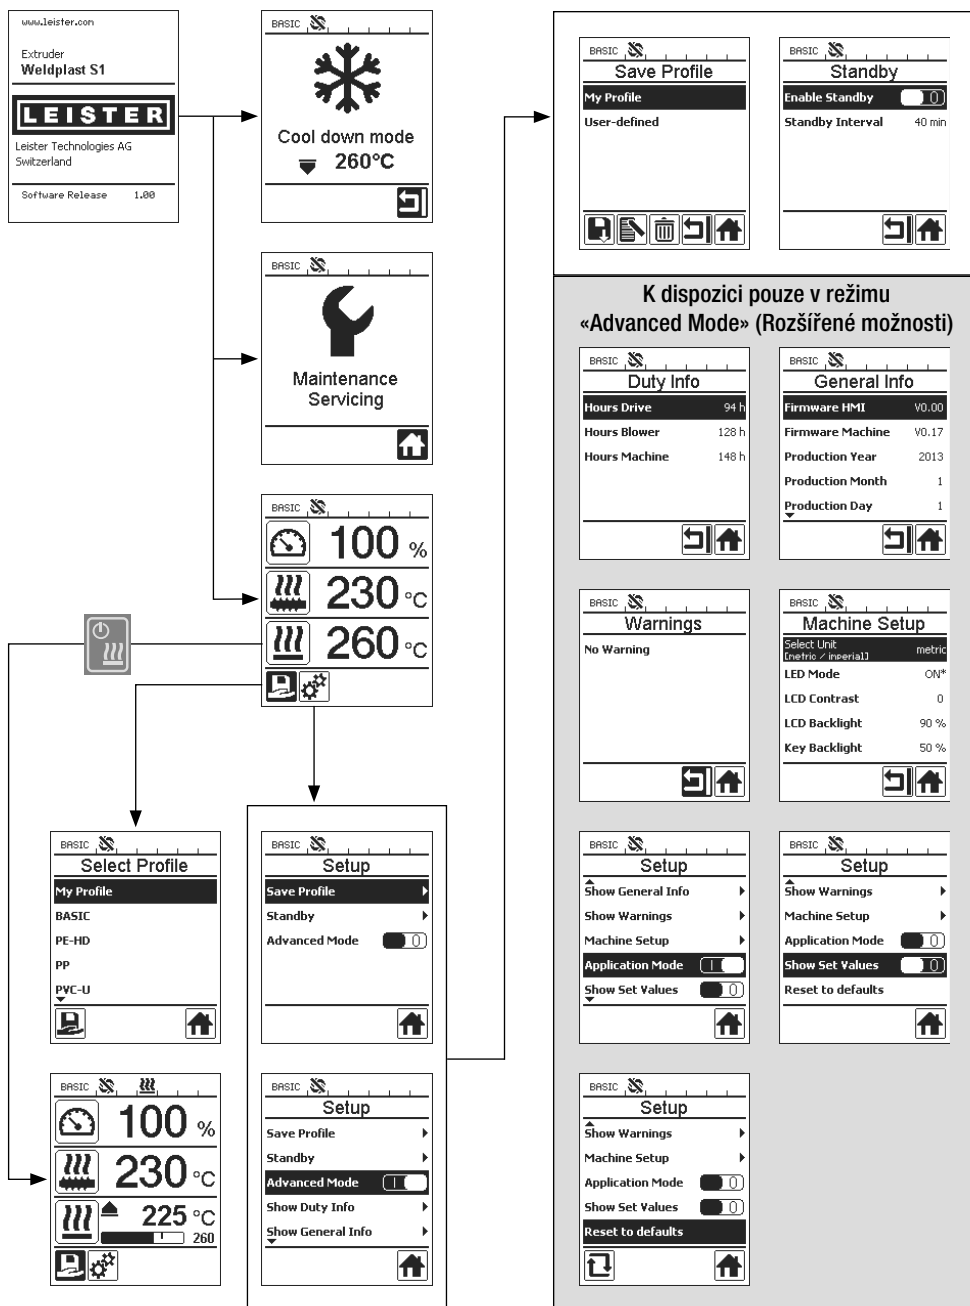 www.leister.com
Extruder
Weldplast S1
LEISTER
Leister Technologies AG
Switzerland
Software Release 1.00
BASIC
Cool down mode
260°C
BASIC
Maintenance
Servicing
BASIC
100 %
230 °C
260 °C
BASIC
Select Profile
My Profile
BASIC
PE-HD
PP
PVC-U
BASIC
Setup
Save Profile
Standby
Advanced Mode 0
BASIC
100 %
230 °C
225 °C
260
BASIC
Setup
Save Profile
Standby
Advanced Mode I
Show Duty Info
Show General Info
BASIC
Save Profile
My Profile
User-defined
BASIC
Standby
Enable Standby 0
Standby Interval 40 min
K dispozici pouze v režimu
«Advanced Mode» (Rozšířené možnosti)
BASIC
Duty Info
Hours Drive 94 h
Hours Blower 128 h
Hours Machine 148 h
BASIC
General Info
Firmware HMI V0.00
Firmware Machine V0.17
Production Year 2013
Production Month 1
Production Day 1
BASIC
Warnings
No Warning
BASIC
Machine Setup
Select Unit
[metric / inperial] metric
LED Mode ON*
LCD Contrast 0
LCD Backlight 90 %
Key Backlight 50 %
BASIC
Setup
Show General Info
Show Warnings
Machine Setup
Application Mode I
Show Set Values 0
BASIC
Setup
Show Warnings
Machine Setup
Application Mode 0
Show Set Values 0
Reset to defaults
BASIC
Setup
Show Warnings
Machine Setup
Application Mode 0
Show Set Values 0
Reset to defaults